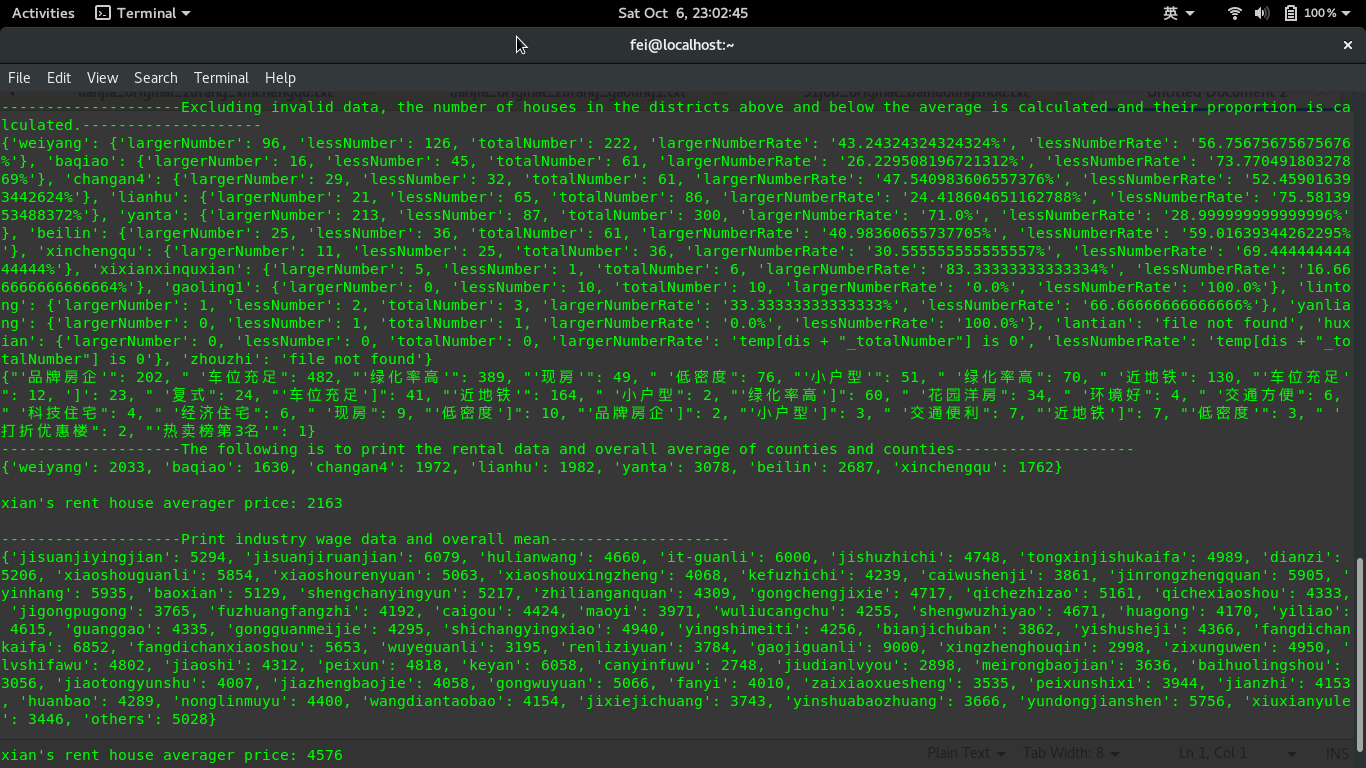 Activities Terminal Sat Oct 6, 23:02:45 英 100%
fei@localhost:~ ×
File Edit View Search Terminal Help
--------------------Excluding invalid data, the number of houses in the districts above and below the average is calculated and their proportion is ca
lculated.--------------------
{'weiyang': {'largerNumber': 96, 'lessNumber': 126, 'totalNumber': 222, 'largerNumberRate': '43.24324324324324%', 'lessNumberRate': '56.75675675675676
%'}, 'baqiao': {'largerNumber': 16, 'lessNumber': 45, 'totalNumber': 61, 'largerNumberRate': '26.229508196721312%', 'lessNumberRate': '73.770491803278
69%'}, 'changan4': {'largerNumber': 29, 'lessNumber': 32, 'totalNumber': 61, 'largerNumberRate': '47.540983606557376%', 'lessNumberRate': '52.45901639
3442624%'}, 'lianhu': {'largerNumber': 21, 'lessNumber': 65, 'totalNumber': 86, 'largerNumberRate': '24.418604651162788%', 'lessNumberRate': '75.58139
53488372%'}, 'yanta': {'largerNumber': 213, 'lessNumber': 87, 'totalNumber': 300, 'largerNumberRate': '71.0%', 'lessNumberRate': '28.999999999999996%'
}, 'beilin': {'largerNumber': 25, 'lessNumber': 36, 'totalNumber': 61, 'largerNumberRate': '40.98360655737705%', 'lessNumberRate': '59.01639344262295%
'}, 'xinchengqu': {'largerNumber': 11, 'lessNumber': 25, 'totalNumber': 36, 'largerNumberRate': '30.555555555555557%', 'lessNumberRate': '69.444444444
44444%'}, 'xixianxinquxian': {'largerNumber': 5, 'lessNumber': 1, 'totalNumber': 6, 'largerNumberRate': '83.33333333333334%', 'lessNumberRate': '16.66
6666666666664%'}, 'gaoling1': {'largerNumber': 0, 'lessNumber': 10, 'totalNumber': 10, 'largerNumberRate': '0.0%', 'lessNumberRate': '100.0%'}, 'linto
ng': {'largerNumber': 1, 'lessNumber': 2, 'totalNumber': 3, 'largerNumberRate': '33.33333333333333%', 'lessNumberRate': '66.66666666666666%'}, 'yanlia
ng': {'largerNumber': 0, 'lessNumber': 1, 'totalNumber': 1, 'largerNumberRate': '0.0%', 'lessNumberRate': '100.0%'}, 'lantian': 'file not found', 'hux
ian': {'largerNumber': 0, 'lessNumber': 0, 'totalNumber': 0, 'largerNumberRate': 'temp[dis + "_totalNumber"] is 0', 'lessNumberRate': 'temp[dis + "_to
talNumber"] is 0'}, 'zhouzhi': 'file not found'}
{"'品牌房企'": 202, " '车位充足": 482, "'绿化率高'": 389, "'现房'": 49, " '低密度": 76, "'小户型'": 51, " '绿化率高": 70, " '近地铁": 130, "'车位充足'
": 12, ']': 23, " '复式": 24, "'车位充足']": 41, "'近地铁'": 164, " '小户型": 2, "'绿化率高']": 60, " '花园洋房": 34, " '环境好": 4, " '交通方便": 6,
" '科技住宅": 4, " '经济住宅": 6, " '现房": 9, "'低密度']": 10, "'品牌房企']": 2, "'小户型']": 3, " '交通便利": 7, "'近地铁']": 7, "'低密度'": 3, " '
打折优惠楼": 2, "'热卖榜第3名'": 1}
--------------------The following is to print the rental data and overall average of counties and counties--------------------
{'weiyang': 2033, 'baqiao': 1630, 'changan4': 1972, 'lianhu': 1982, 'yanta': 3078, 'beilin': 2687, 'xinchengqu': 1762}
xian's rent house averager price: 2163
--------------------Print industry wage data and overall mean--------------------
{'jisuanjiyingjian': 5294, 'jisuanjiruanjian': 6079, 'hulianwang': 4660, 'it-guanli': 6000, 'jishuzhichi': 4748, 'tongxinjishukaifa': 4989, 'dianzi':
5206, 'xiaoshouguanli': 5854, 'xiaoshourenyuan': 5063, 'xiaoshouxingzheng': 4068, 'kefuzhichi': 4239, 'caiwushenji': 3861, 'jinrongzhengquan': 5905, '
yinhang': 5935, 'baoxian': 5129, 'shengchanyingyun': 5217, 'zhilianganquan': 4309, 'gongchengjixie': 4717, 'qichezhizao': 5161, 'qichexiaoshou': 4333,
'jigongpugong': 3765, 'fuzhuangfangzhi': 4192, 'caigou': 4424, 'maoyi': 3971, 'wuliucangchu': 4255, 'shengwuzhiyao': 4671, 'huagong': 4170, 'yiliao':
4615, 'guanggao': 4335, 'gongguanmeijie': 4295, 'shichangyingxiao': 4940, 'yingshimeiti': 4256, 'bianjichuban': 3862, 'yishusheji': 4366, 'fangdichan
kaifa': 6852, 'fangdichanxiaoshou': 5653, 'wuyeguanli': 3195, 'renliziyuan': 3784, 'gaojiguanli': 9000, 'xingzhenghouqin': 2998, 'zixunguwen': 4950, '
lvshifawu': 4802, 'jiaoshi': 4312, 'peixun': 4818, 'keyan': 6058, 'canyinfuwu': 2748, 'jiudianlvyou': 2898, 'meirongbaojian': 3636, 'baihuolingshou':
3056, 'jiaotongyunshu': 4007, 'jiazhengbaojie': 4058, 'gongwuyuan': 5066, 'fanyi': 4010, 'zaixiaoxuesheng': 3535, 'peixunshixi': 3944, 'jianzhi': 4153
, 'huanbao': 4289, 'nonglinmuyu': 4400, 'wangdiantaobao': 4154, 'jixiejichuang': 3743, 'yinshuabaozhuang': 3666, 'yundongjianshen': 5756, 'xiuxianyule
': 3446, 'others': 5028}
xian's rent house averager price: 4576
Plain Text Tab Width: 8 Ln 1, Col 1 INS